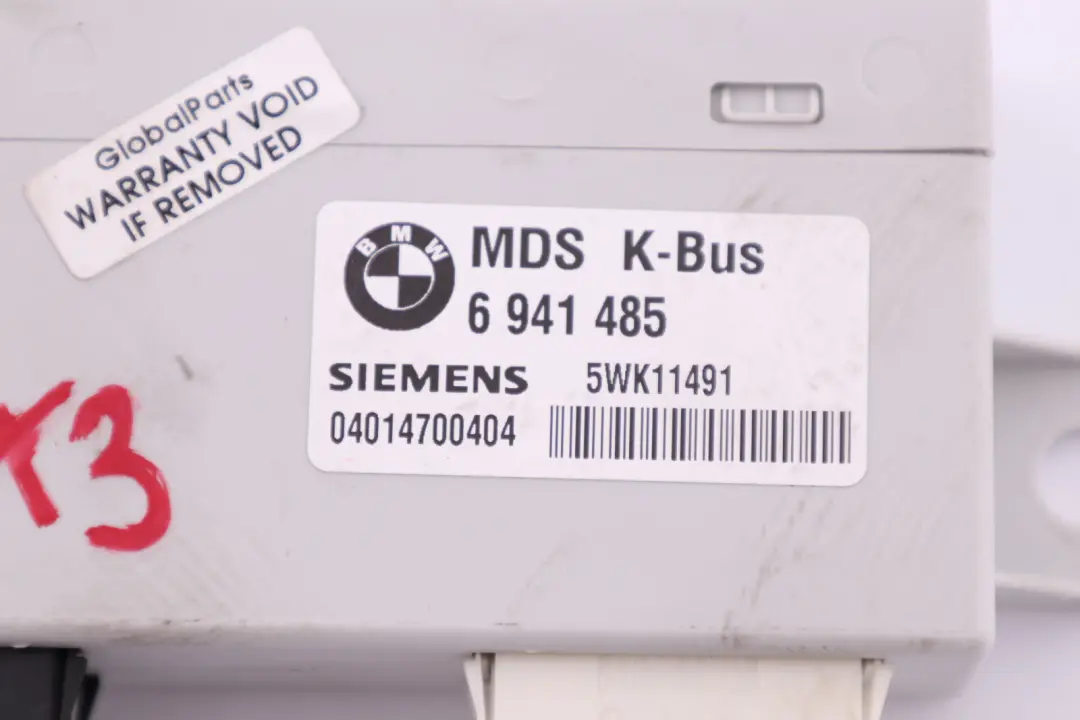 GlobalParts
WARRANTY VOID
IF REMOVED
BMW
MDS K-Bus
6 941 485
SIEMENS 5WK11491
04014700404
X3